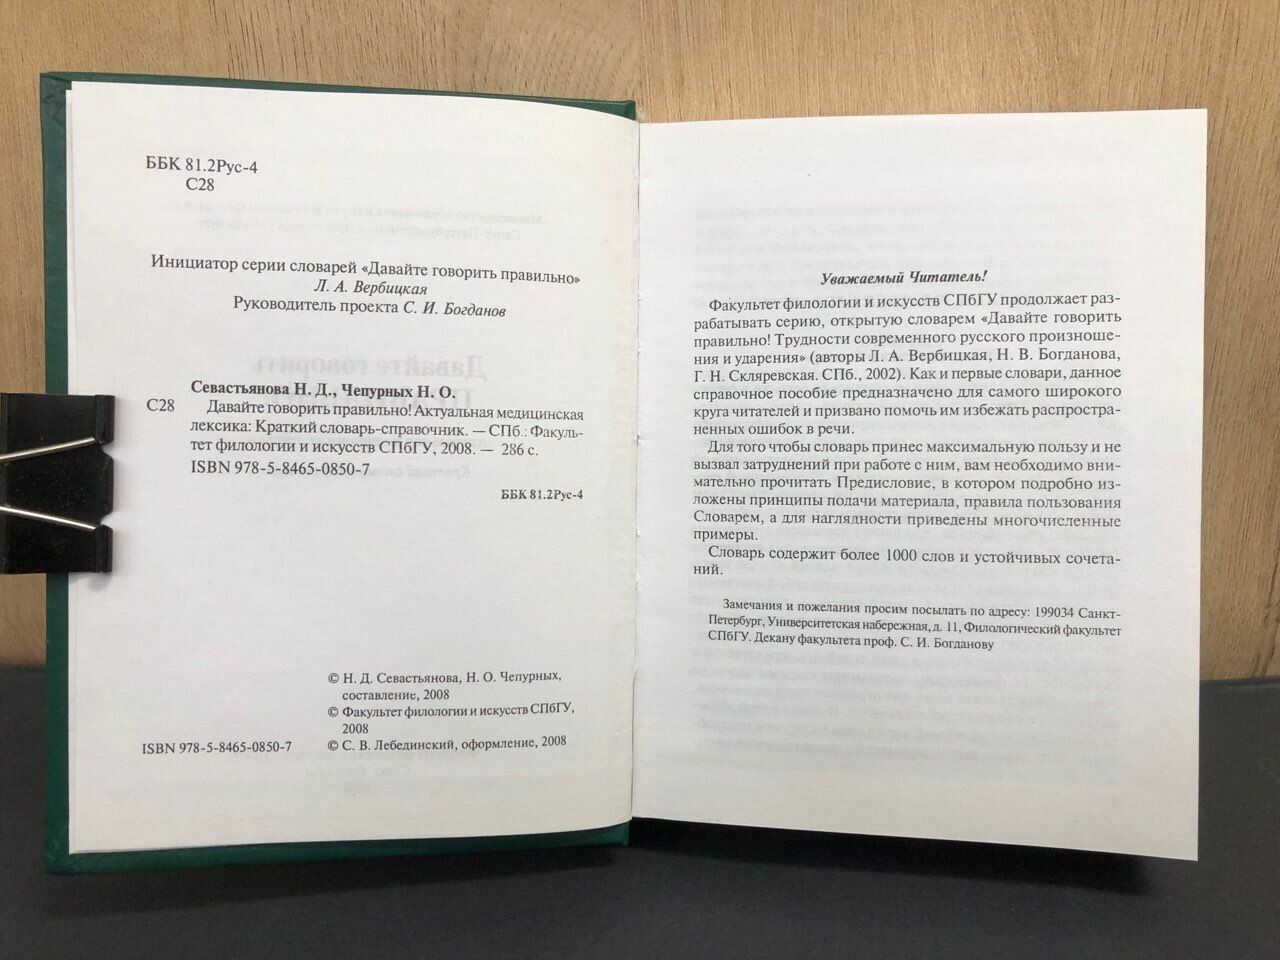 ББК 81.2Рус-4
С28
Инициатор серии словарей «Давайте говорить правильно»
Л. А. Вербицкая
Руководитель проекта С. И. Богданов
Севастьянова Н. Д., Чепурных Н. О.
С28 Давайте говорить правильно! Актуальная медицинская
лексика: Краткий словарь-справочник. — СПб.: Факуль-
тет филологии и искусств СПбГУ, 2008. — 286 с.
ISBN 978-5-8465-0850-7
ББК 81.2Рус-4
© Н. Д. Севастьянова, Н. О. Чепурных,
составление, 2008
© Факультет филологии и искусств СПбГУ,
2008
ISBN 978-5-8465-0850-7 © С. В. Лебединский, оформление, 2008
Уважаемый Читатель!
Факультет филологии и искусств СПбГУ продолжает раз-
рабатывать серию, открытую словарем «Давайте говорить
правильно! Трудности современного русского произноше-
ния и ударения» (авторы Л. А. Вербицкая, Н. В. Богданова,
Г. Н. Скляревская. СПб., 2002). Как и первые словари, данное
справочное пособие предназначено для самого широкого
круга читателей и призвано помочь им избежать распростра-
ненных ошибок в речи.
Для того чтобы словарь принес максимальную пользу и не
вызвал затруднений при работе с ним, вам необходимо вни-
мательно прочитать Предисловие, в котором подробно из-
ложены принципы подачи материала, правила пользования
Словарем, а для наглядности приведены многочисленные
примеры.
Словарь содержит более 1000 слов и устойчивых сочета-
ний.
Замечания и пожелания просим посылать по адресу: 199034 Санкт-
Петербург, Университетская набережная, д. 11, Филологический факультет
СПбГУ. Декану факультета проф. С. И. Богданову